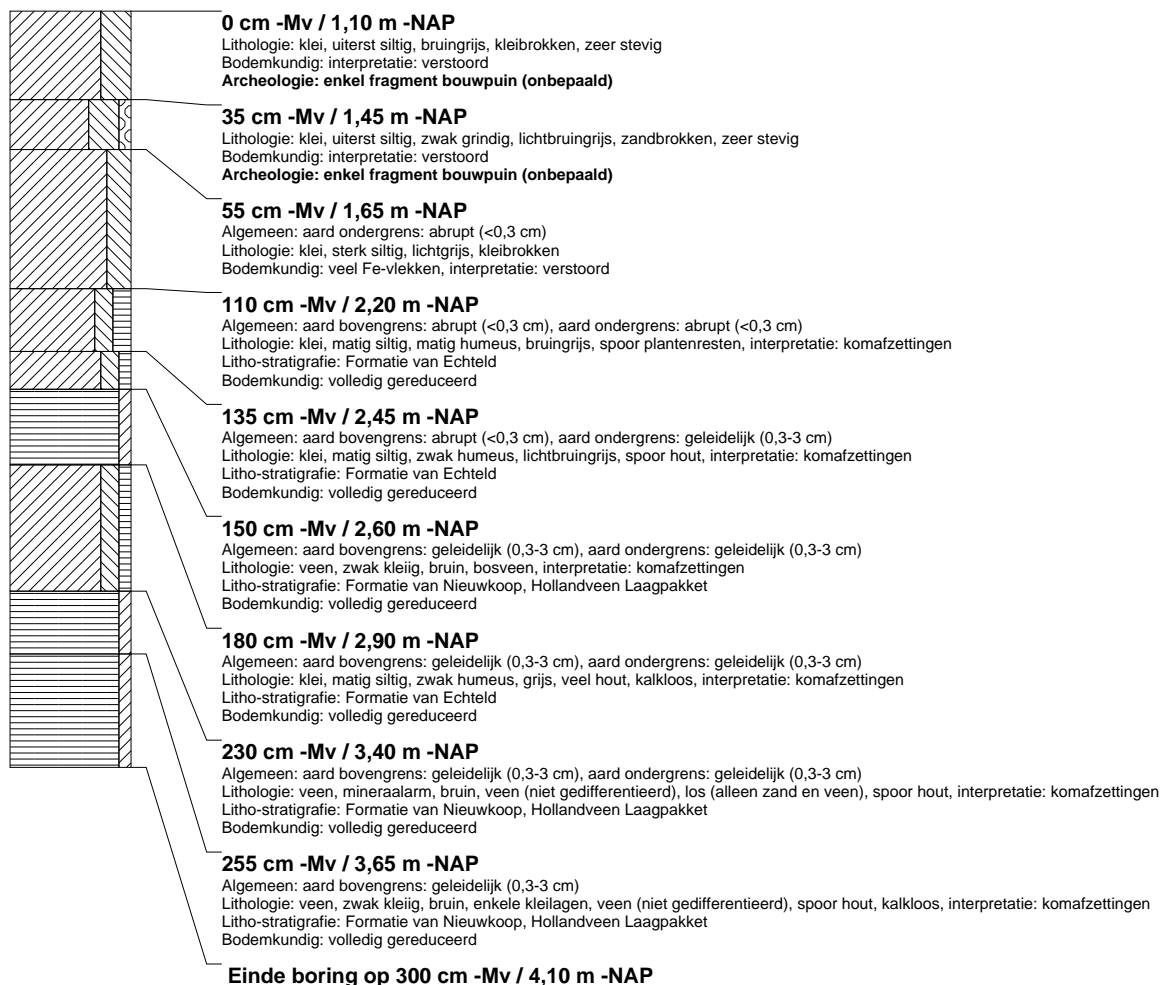 0 cm -Mv / 1,10 m -NAP
Lithologie: klei, uiterst siltig, bruingrijs, kleibrokken, zeer stevig
Bodemkundig: interpretatie: verstoord
Archeologie: enkel fragment bouwpuin (onbepaald)
35 cm -Mv / 1,45 m -NAP
Lithologie: klei, uiterst siltig, zwak grindig, lichtbruingrijs, zandbrokken, zeer stevig
Bodemkundig: interpretatie: verstoord
Archeologie: enkel fragment bouwpuin (onbepaald)
55 cm -Mv / 1,65 m -NAP
Algemeen: aard ondergrens: abrupt (<0,3 cm)
Lithologie: klei, sterk siltig, lichtgrijs, kleibrokken
Bodemkundig: veel Fe-vlekken, interpretatie: verstoord
110 cm -Mv / 2,20 m -NAP
Algemeen: aard bovengrens: abrupt (<0,3 cm), aard ondergrens: abrupt (<0,3 cm)
Lithologie: klei, matig siltig, matig humeus, bruingrijs, spoor plantenresten, interpretatie: komafzettingen
Litho-stratigrafie: Formatie van Echteld
Bodemkundig: volledig gereduceerd
135 cm -Mv / 2,45 m -NAP
Algemeen: aard bovengrens: abrupt (<0,3 cm), aard ondergrens: geleidelijk (0,3-3 cm)
Lithologie: klei, matig siltig, zwak humeus, lichtbruingrijs, spoor hout, interpretatie: komafzettingen
Litho-stratigrafie: Formatie van Echteld
Bodemkundig: volledig gereduceerd
150 cm -Mv / 2,60 m -NAP
Algemeen: aard bovengrens: geleidelijk (0,3-3 cm), aard ondergrens: geleidelijk (0,3-3 cm)
Lithologie: veen, zwak kleiig, bruin, bosveen, interpretatie: komafzettingen
Litho-stratigrafie: Formatie van Nieuwkoop, Hollandveen Laagpakket
Bodemkundig: volledig gereduceerd
180 cm -Mv / 2,90 m -NAP
Algemeen: aard bovengrens: geleidelijk (0,3-3 cm), aard ondergrens: geleidelijk (0,3-3 cm)
Lithologie: klei, matig siltig, zwak humeus, grijs, veel hout, kalkloos, interpretatie: komafzettingen
Litho-stratigrafie: Formatie van Echteld
Bodemkundig: volledig gereduceerd
230 cm -Mv / 3,40 m -NAP
Algemeen: aard bovengrens: geleidelijk (0,3-3 cm), aard ondergrens: geleidelijk (0,3-3 cm)
Lithologie: veen, mineraalarm, bruin, veen (niet gedifferentieerd), los (alleen zand en veen), spoor hout, interpretatie: komafzettingen
Litho-stratigrafie: Formatie van Nieuwkoop, Hollandveen Laagpakket
Bodemkundig: volledig gereduceerd
255 cm -Mv / 3,65 m -NAP
Algemeen: aard bovengrens: geleidelijk (0,3-3 cm)
Lithologie: veen, zwak kleiig, bruin, enkele kleilagen, veen (niet gedifferentieerd), spoor hout, kalkloos, interpretatie: komafzettingen
Litho-stratigrafie: Formatie van Nieuwkoop, Hollandveen Laagpakket
Bodemkundig: volledig gereduceerd
Einde boring op 300 cm -Mv / 4,10 m -NAP